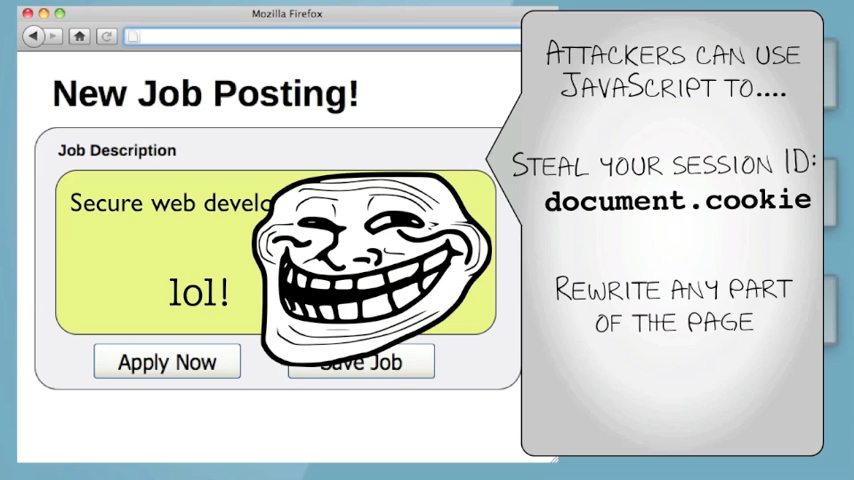 Mozilla Firefox
New Job Posting!
Job Description
Secure web develo
lol!
Apply Now
Save Job
ATTACKERS CAN USE
JAVASCRIPT TO....
STEAL YOUR SESSION ID:
document.cookie
REWRITE ANY PART
OF THE PAGE